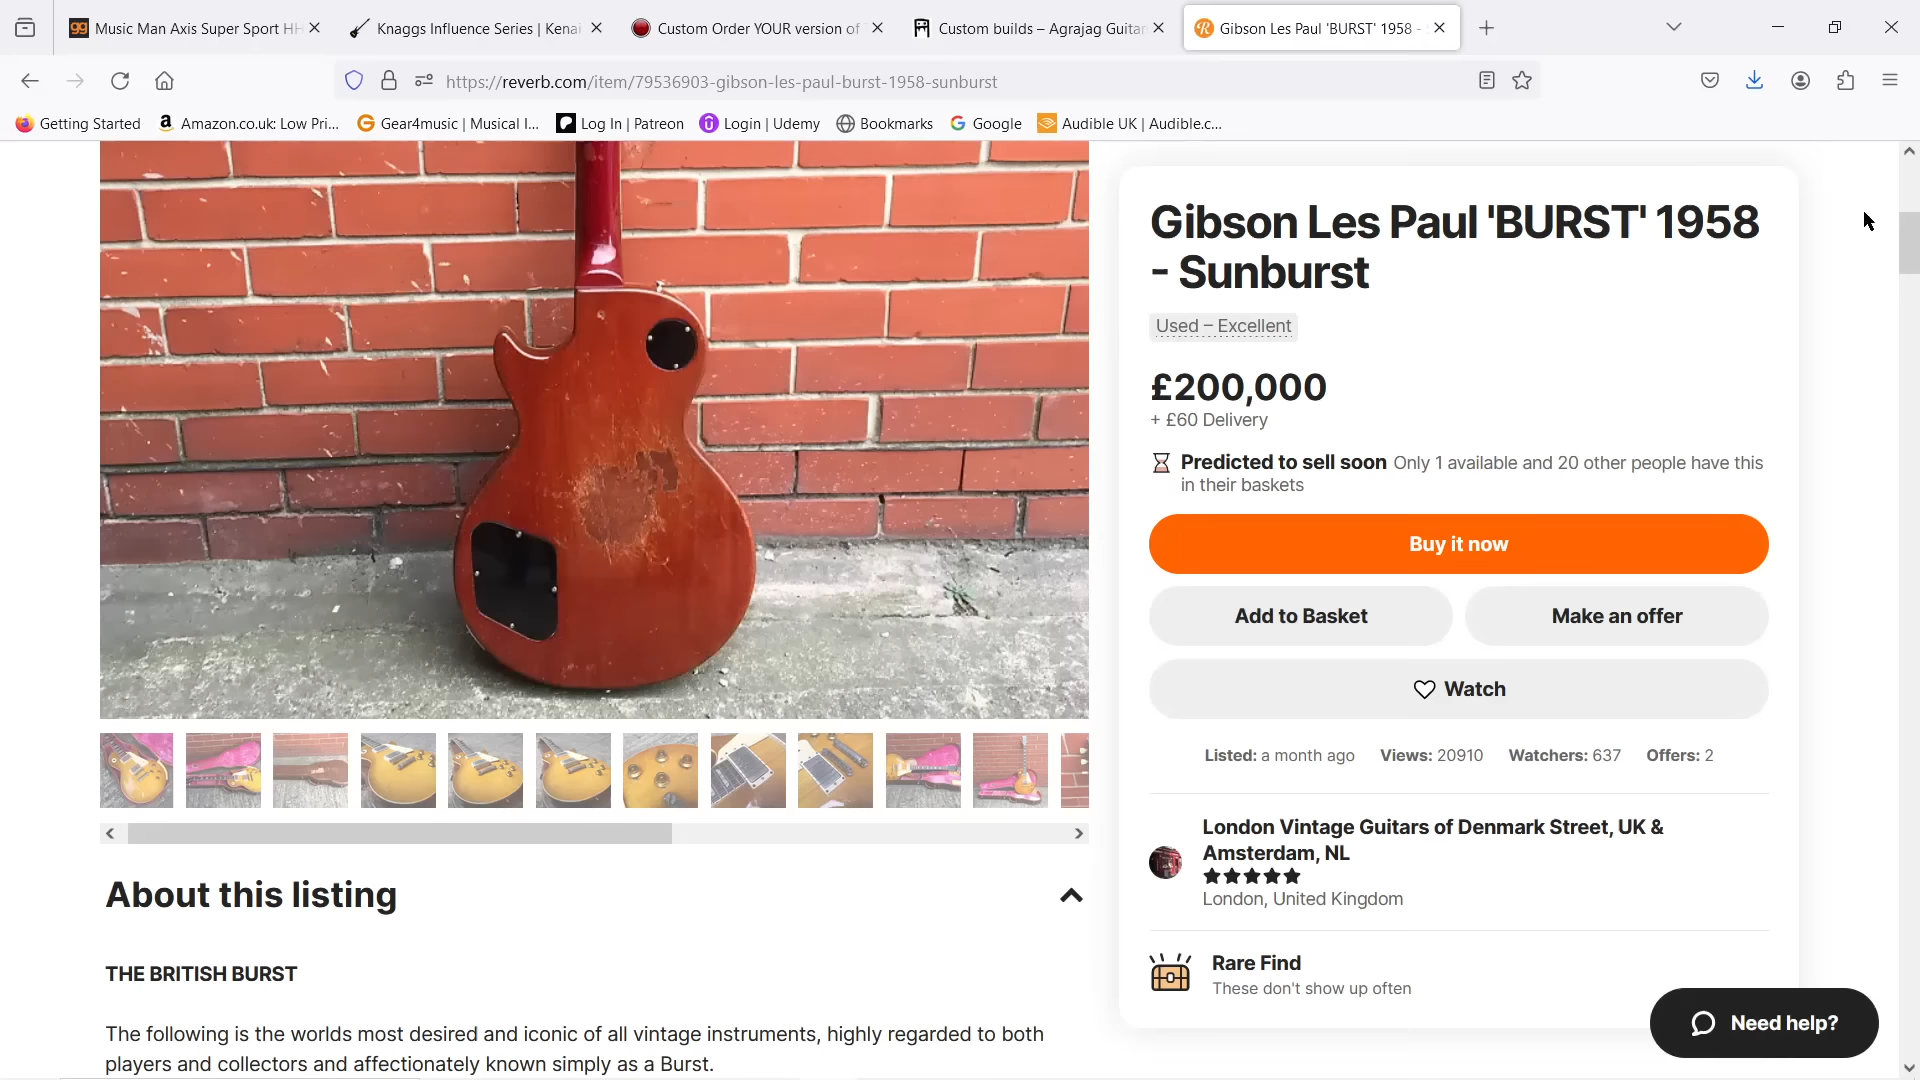 Music Man Axis Super Sport HH
Knaggs Influence Series | Kenai
Custom Order YOUR version of
Custom builds – Agrajag Guitar
Gibson Les Paul 'BURST' 1958 -
https://reverb.com/item/79536903-gibson-les-paul-burst-1958-sunburst
Getting Started
Amazon.co.uk: Low Pri...
Gear4music | Musical I...
Log In | Patreon
Login | Udemy
Bookmarks
Google
Audible UK | Audible.c...
Gibson Les Paul 'BURST' 1958
- Sunburst
Used – Excellent
£200,000
+ £60 Delivery
Predicted to sell soon Only 1 available and 20 other people have this
in their baskets
Buy it now
Add to Basket
Make an offer
Watch
Listed: a month ago Views: 20910 Watchers: 637 Offers: 2
London Vintage Guitars of Denmark Street, UK &
Amsterdam, NL
London, United Kingdom
Rare Find
These don't show up often
Need help?
About this listing
THE BRITISH BURST
The following is the worlds most desired and iconic of all vintage instruments, highly regarded to both
players and collectors and affectionately known simply as a Burst.